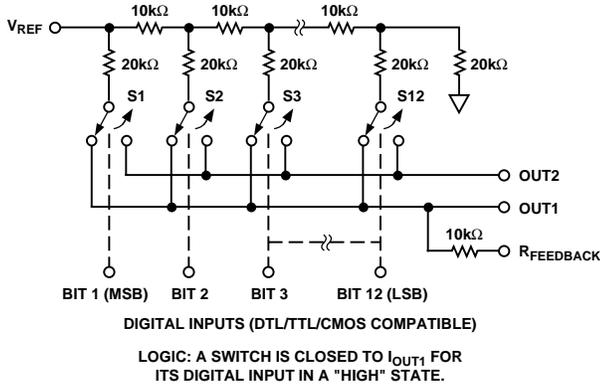 10kΩ 10kΩ 10kΩ
VREF
20kΩ 20kΩ 20kΩ 20kΩ 20kΩ
S1 S2 S3 S12
OUT2
OUT1
10kΩ
RFEEDBACK
BIT 1 (MSB) BIT 2 BIT 3 BIT 12 (LSB)
DIGITAL INPUTS (DTL/TTL/CMOS COMPATIBLE)
LOGIC: A SWITCH IS CLOSED TO IOUT1 FOR
ITS DIGITAL INPUT IN A "HIGH" STATE.